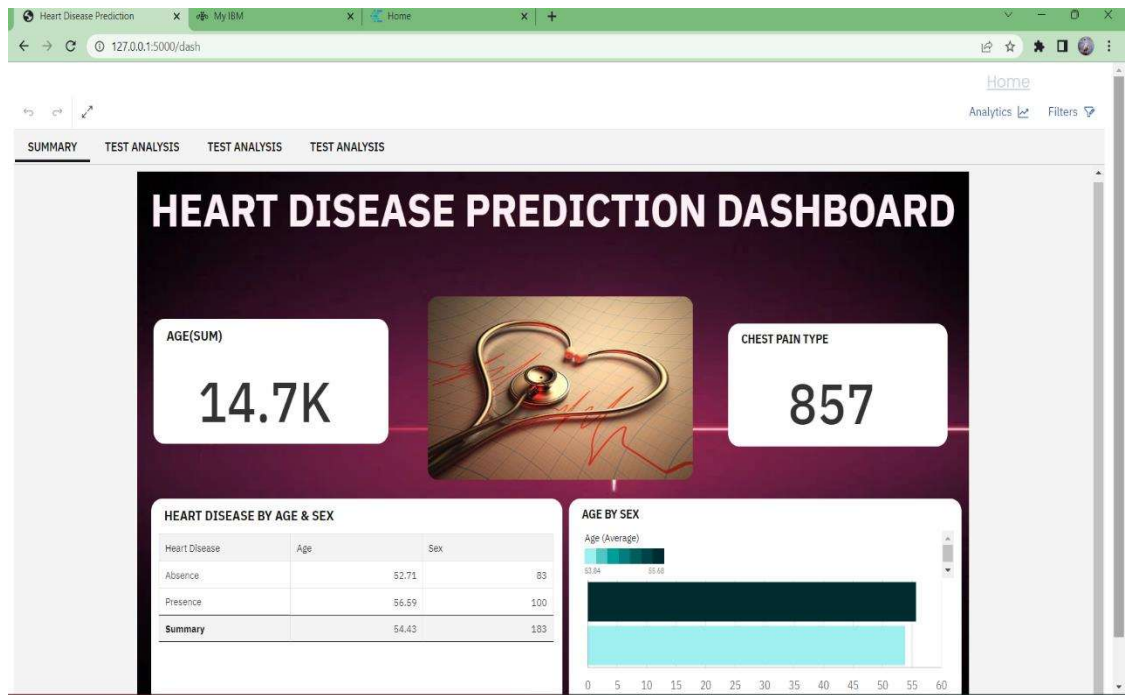 Heart Disease Prediction
My IBM
Home
127.0.0.1:5000/dash
Home
Analytics
Filters
SUMMARY TEST ANALYSIS TEST ANALYSIS TEST ANALYSIS
HEART DISEASE PREDICTION DASHBOARD
AGE(SUM)
14.7K
CHEST PAIN TYPE
857
HEART DISEASE BY AGE & SEX
Heart Disease Age Sex
Absence 52.71 83
Presence 56.59 100
Summary 54.43 183
AGE BY SEX
Age (Average)
0 5 10 15 20 25 30 35 40 45 50 55 60